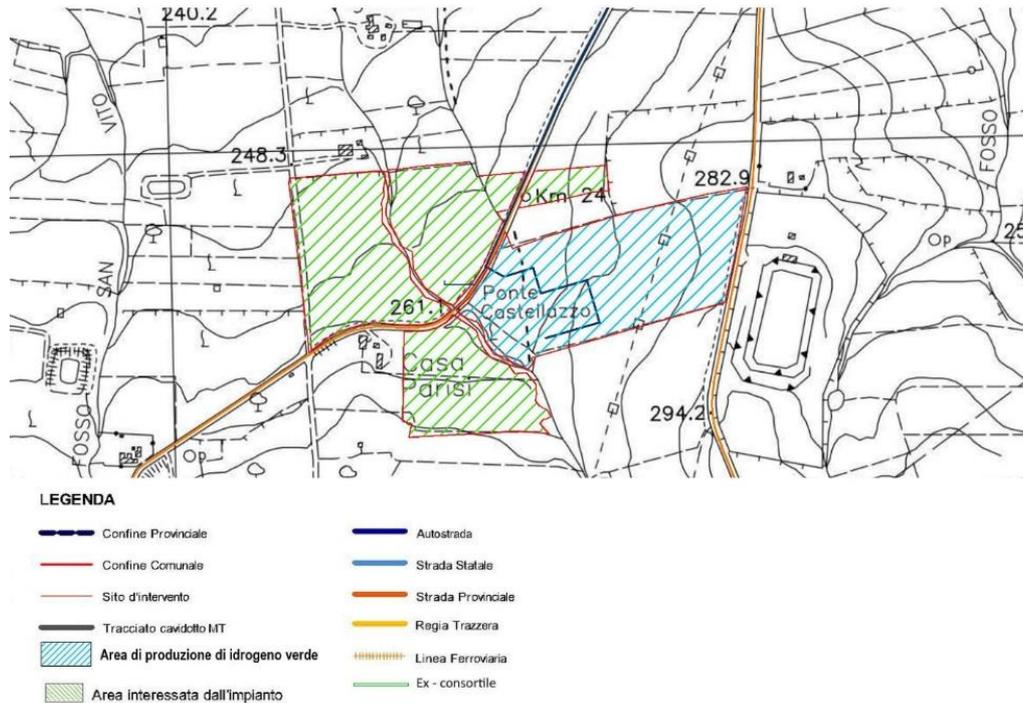 240.2
VITO
FOSSO
248.3
282.9
Km 24
Op
25
SAN
261.1
Ponte
Castellazzo
Casa
Parisi
294.2
FOSSO
Op
LEGENDA
Confine Provinciale
Confine Comunale
Sito d'intervento
Tracciato cavidotto MT
Area di produzione di idrogeno verde
Area interessata dall'impianto
Autostrada
Strada Statale
Strada Provinciale
Regia Trazzera
Linea Ferroviaria
Ex - consortile